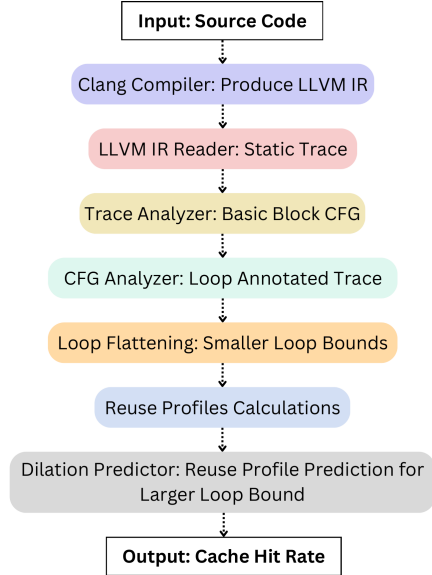 Input: Source Code
Clang Compiler: Produce LLVM IR
LLVM IR Reader: Static Trace
Trace Analyzer: Basic Block CFG
CFG Analyzer: Loop Annotated Trace
Loop Flattening: Smaller Loop Bounds
Reuse Profiles Calculations
Dilation Predictor: Reuse Profile Prediction for
Larger Loop Bound
Output: Cache Hit Rate